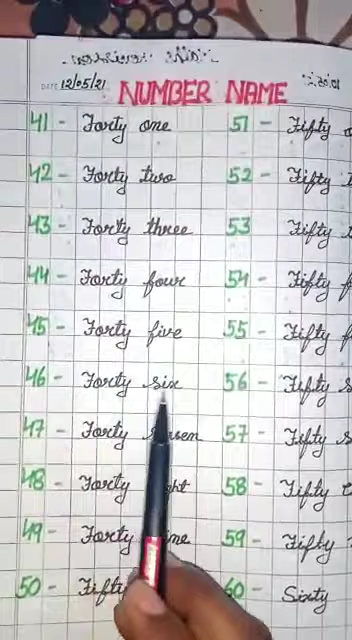 DATE 12/05/21
NUMBER NAME
41 - Forty one 51 - Fifty
42 - Forty two 52 - Fifty
43 - Forty three 53 Fifty
44 - Forty four 54 - Fifty
45 - Forty five 55 - Fifty
46 - Forty six 56 - Fifty
47 - Forty 57 - Fifty
48 - Forty 58 - Fifty
49 - Forty 59 - Fifty
50 - Fifty 60 - Sixty